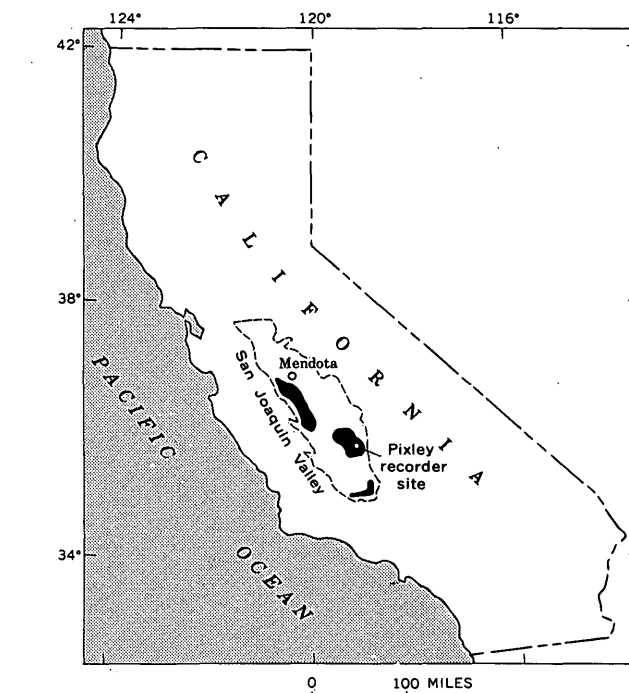 124° 120° 116°
42°
CALIFORNIA
38°
Mendota
San Joaquin Valley
PACIFIC
Pixley
recorder
site
34°
OCEAN
0 100 MILES